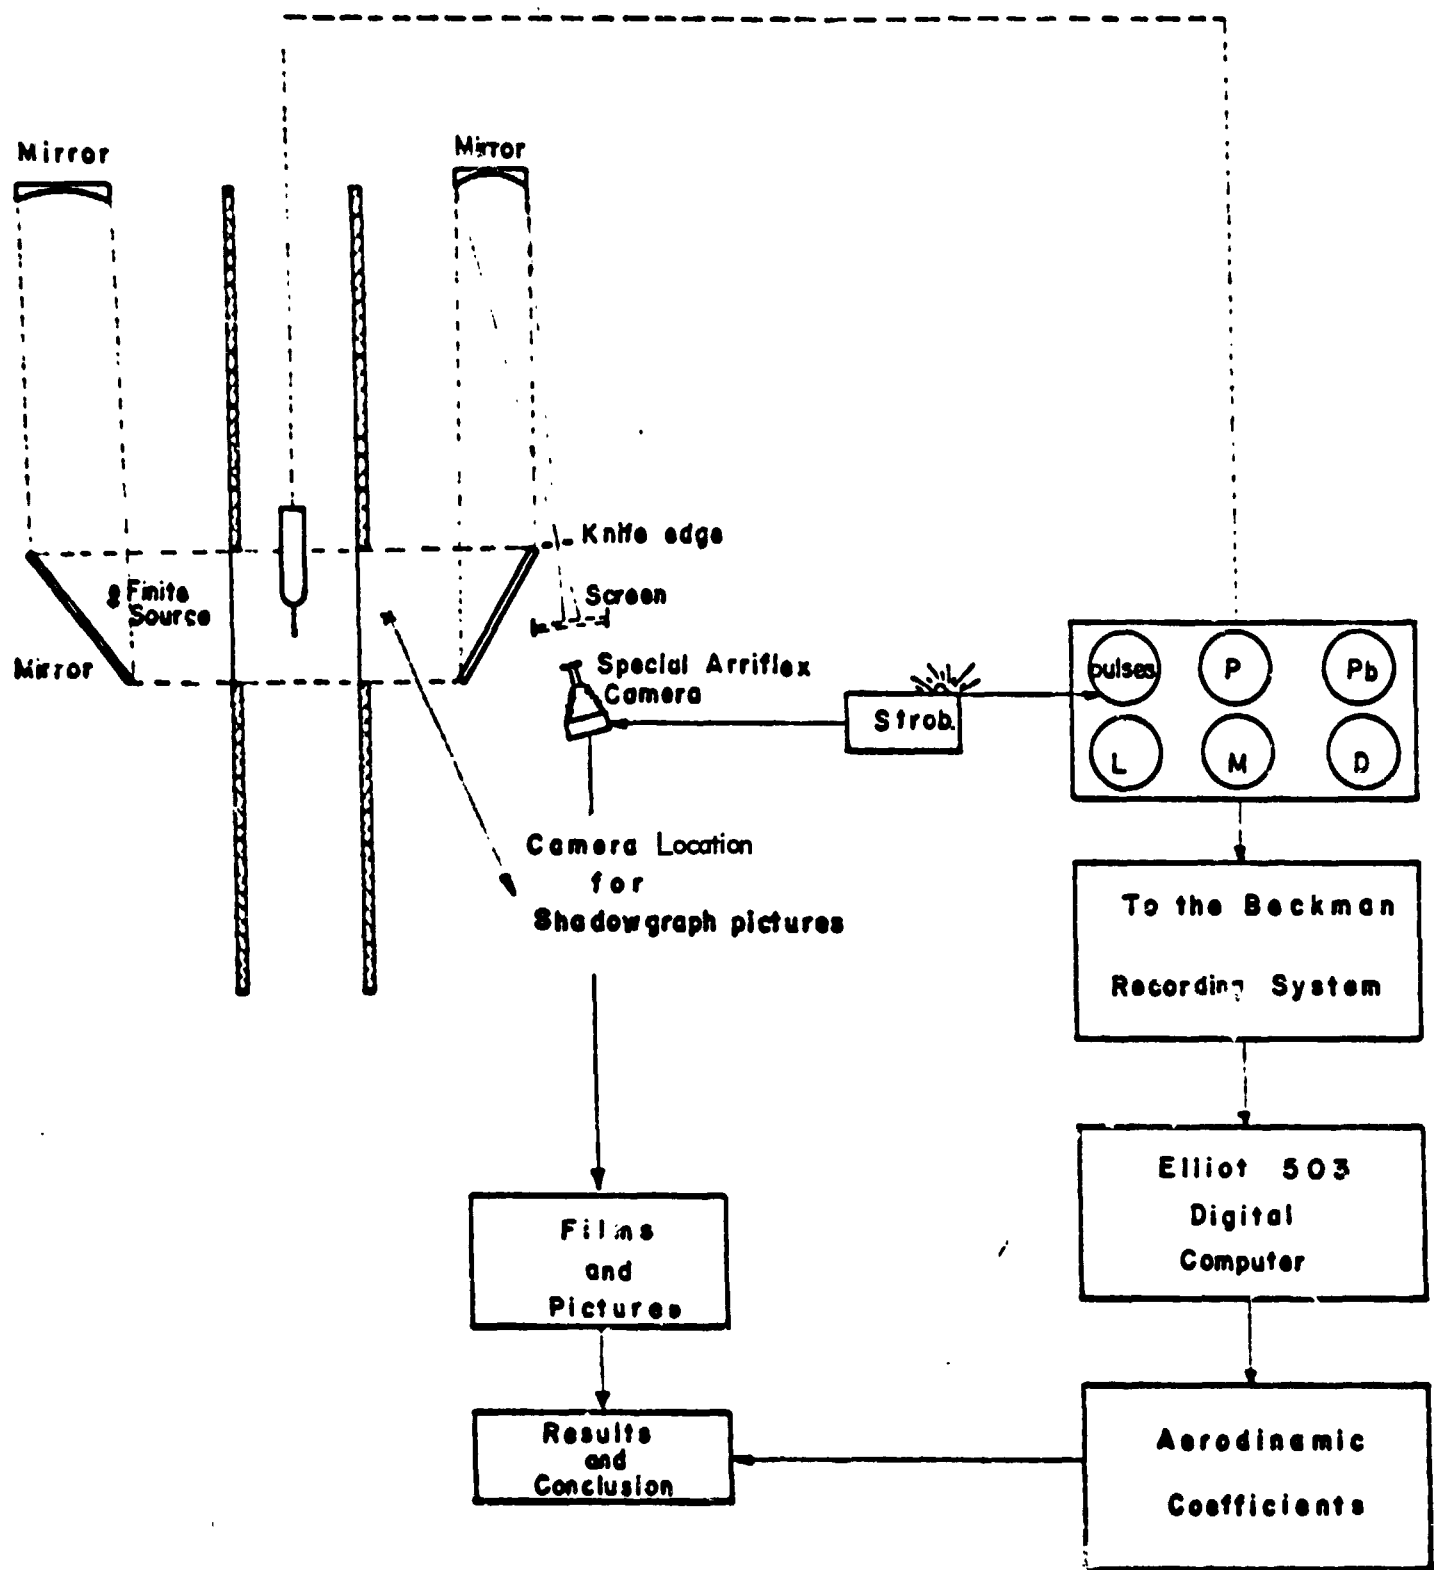 Mirror
Mirror
Knife edge
Finite
Source
Screen
Mirror
Special Arriflex
Camera
Strob.
pulses
P
Pb
L
M
D
Camera Location
for
Shadowgraph pictures
To the Beckman
Recording System
Elliot 503
Digital
Computer
Films
and
Pictures
Results
and
Conclusion
Aerodinamic
Coefficients